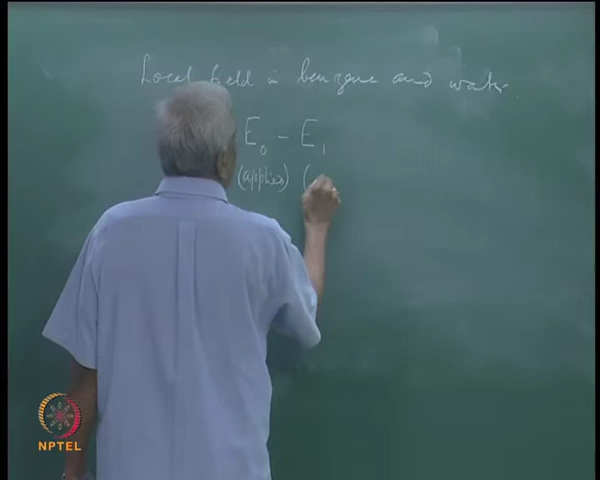 Local field in benzene and water.
E₀ - E₁
(applied) (
NPTEL